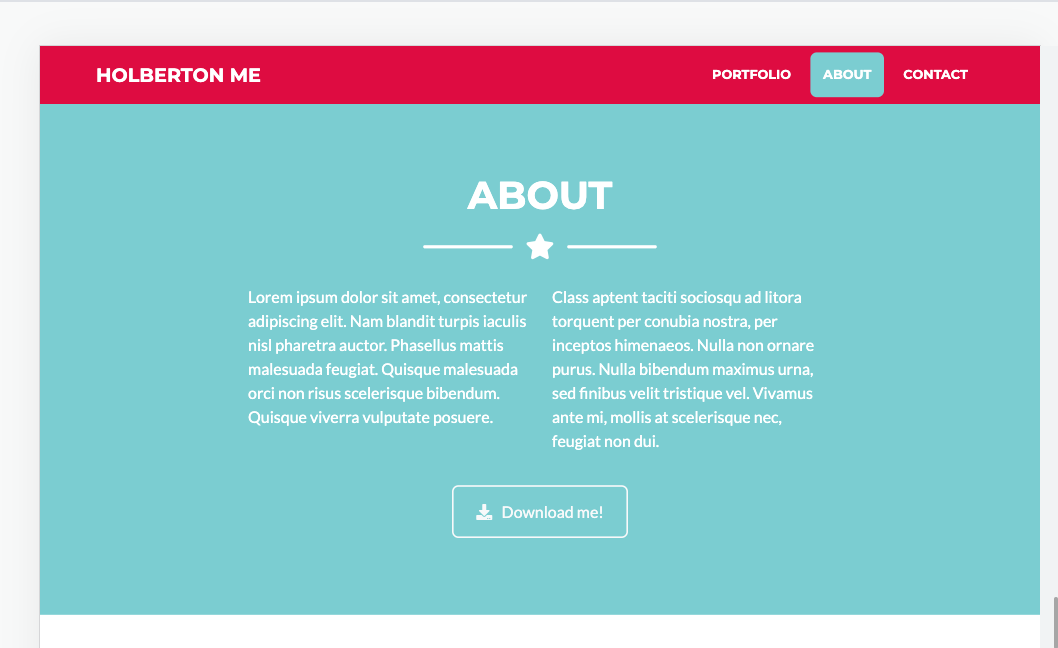 HOLBERTON ME
PORTFOLIO
ABOUT
CONTACT
ABOUT
Lorem ipsum dolor sit amet, consectetur
adipiscing elit. Nam blandit turpis iaculis
nisl pharetra auctor. Phasellus mattis
malesuada feugiat. Quisque malesuada
orci non risus scelerisque bibendum.
Quisque viverra vulputate posuere.
Class aptent taciti sociosqu ad litora
torquent per conubia nostra, per
inceptos himenaeos. Nulla non ornare
purus. Nulla bibendum maximus urna,
sed finibus velit tristique vel. Vivamus
ante mi, mollis at scelerisque nec,
feugiat non dui.
Download me!